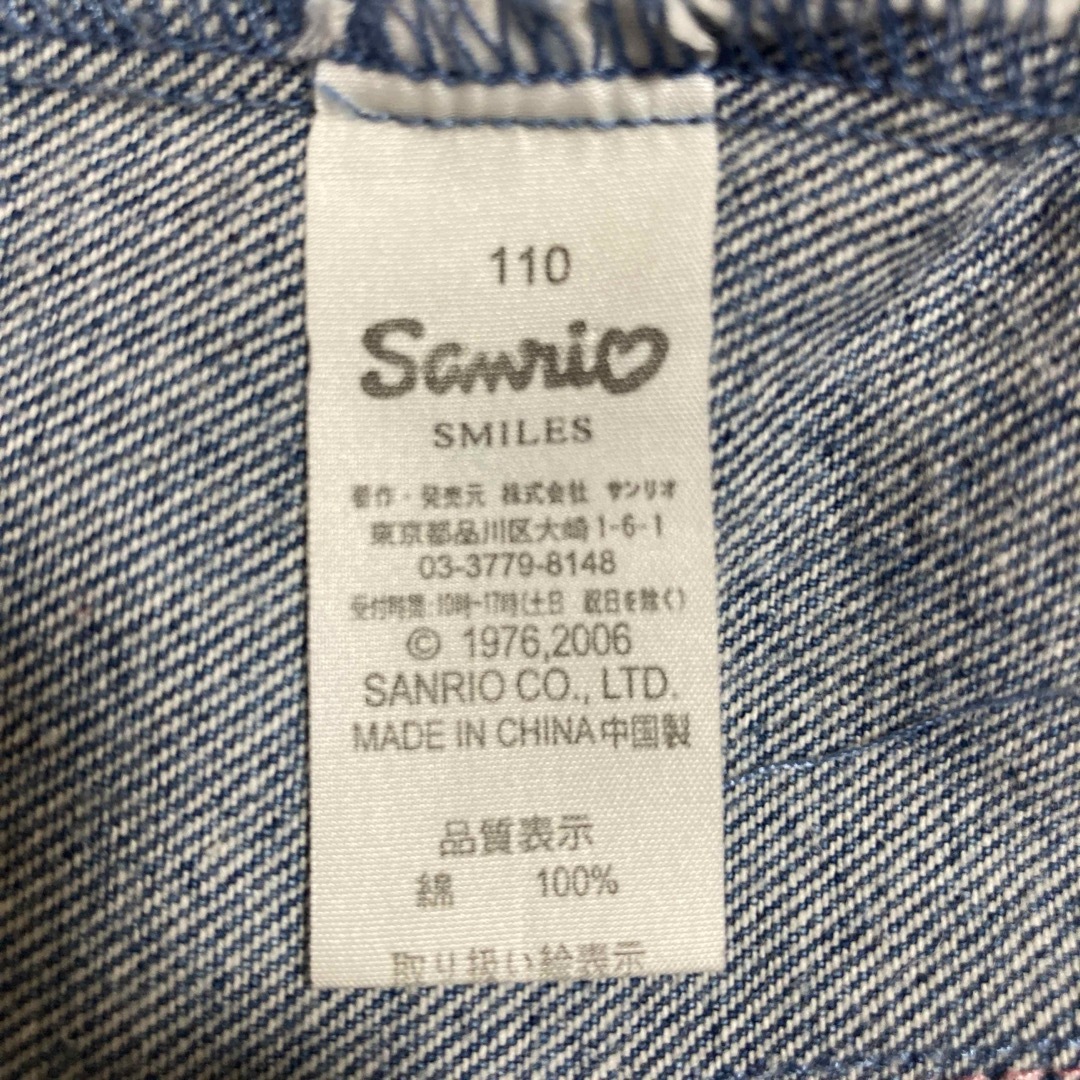 110
Sanrio
SMILES
著作・発売元 株式会社 サンリオ
東京都品川区大崎1-6-1
03-3779-8148
受付時間:10時-17時(土日 祝日を除く)
© 1976,2006
SANRIO CO., LTD.
MADE IN CHINA中国製
品質表示
綿 100%
取り扱い絵表示